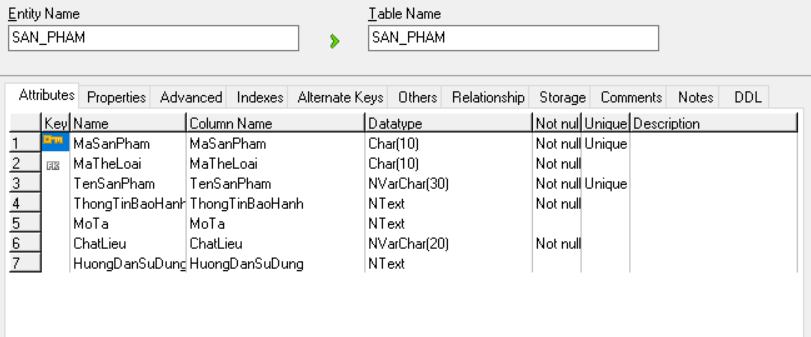 Entity Name Table Name
SAN_PHAM SAN_PHAM
Attributes Properties Advanced Indexes Alternate Keys Others Relationship Storage Comments Notes DDL
Key Name Column Name Datatype Not nul Unique Description
1 MaSanPham MaSanPham Char(10) Not null Unique
2 FK MaTheLoai MaTheLoai Char(10) Not null
3 TenSanPham TenSanPham NVarChar(30) Not null Unique
4 ThongTinBaoHanh ThongTinBaoHanh NText Not null
5 MoTa MoTa NText
6 ChatLieu ChatLieu NVarChar(20) Not null
7 HuongDanSuDung HuongDanSuDung NText